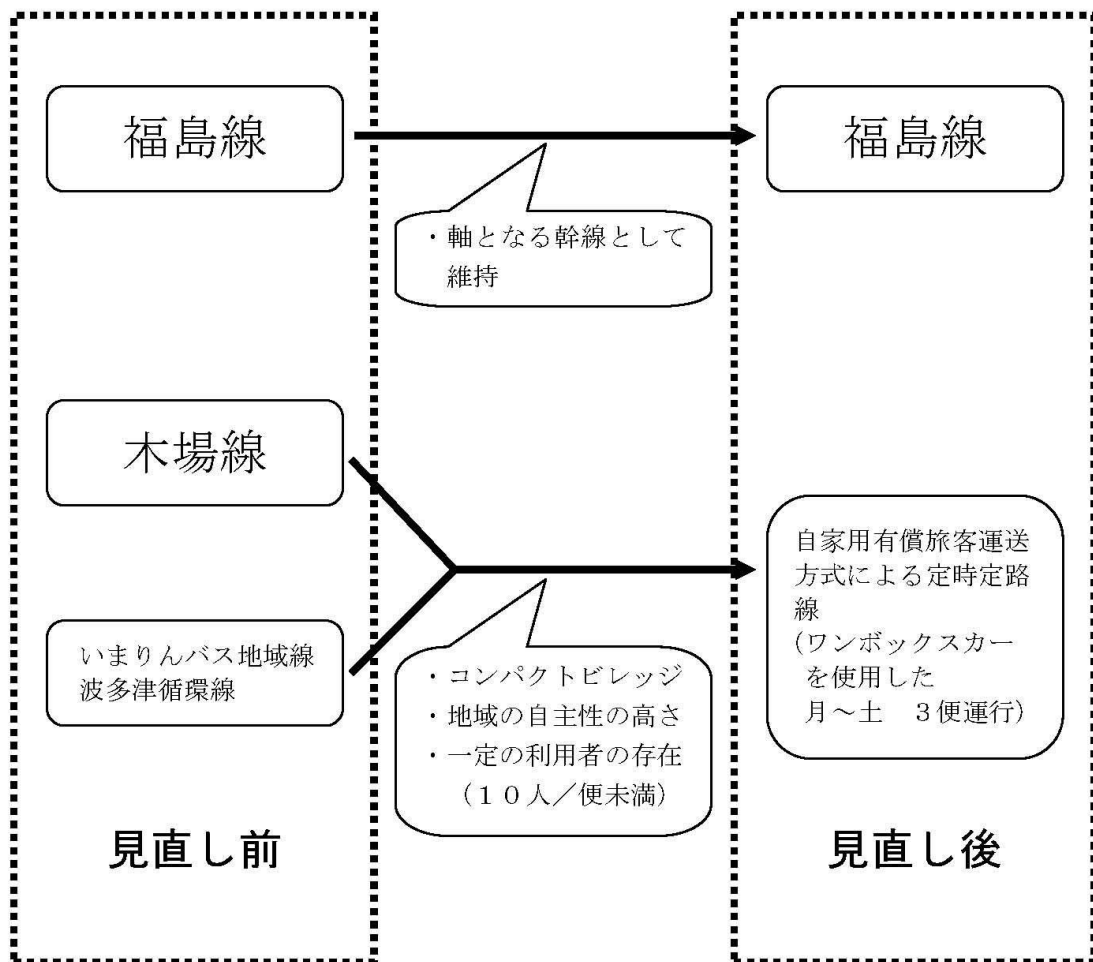 福島線
福島線
・軸となる幹線として
維持
木場線
いまりんバス地域線
波多津循環線
・コンパクトビレッジ
・地域の自主性の高さ
・一定の利用者の存在
（１０人／便未満）
自家用有償旅客運送
方式による定時定路
線
(ワンボックスカー
を使用した
月～土　３便運行)
見直し前
見直し後